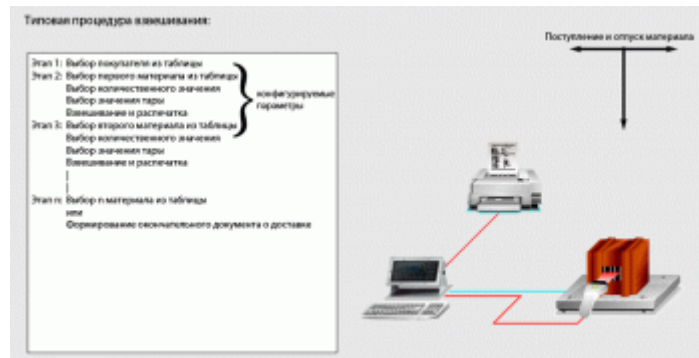 Типовая процедура взвешивания:
Поступление и отпуск материала
Этап 1: Выбор покупателя из таблицы
Этап 2: Выбор первого материала из таблицы
Выбор количественного значения
Выбор значения тары
Взвешивание и распечатка
конфигурируемые
параметры
Этап 3: Выбор второго материала из таблицы
Выбор количественного значения
Выбор значения тары
Взвешивание и распечатка
Этап n: Выбор n материала из таблицы
или
Формирование окончательного документа о доставке